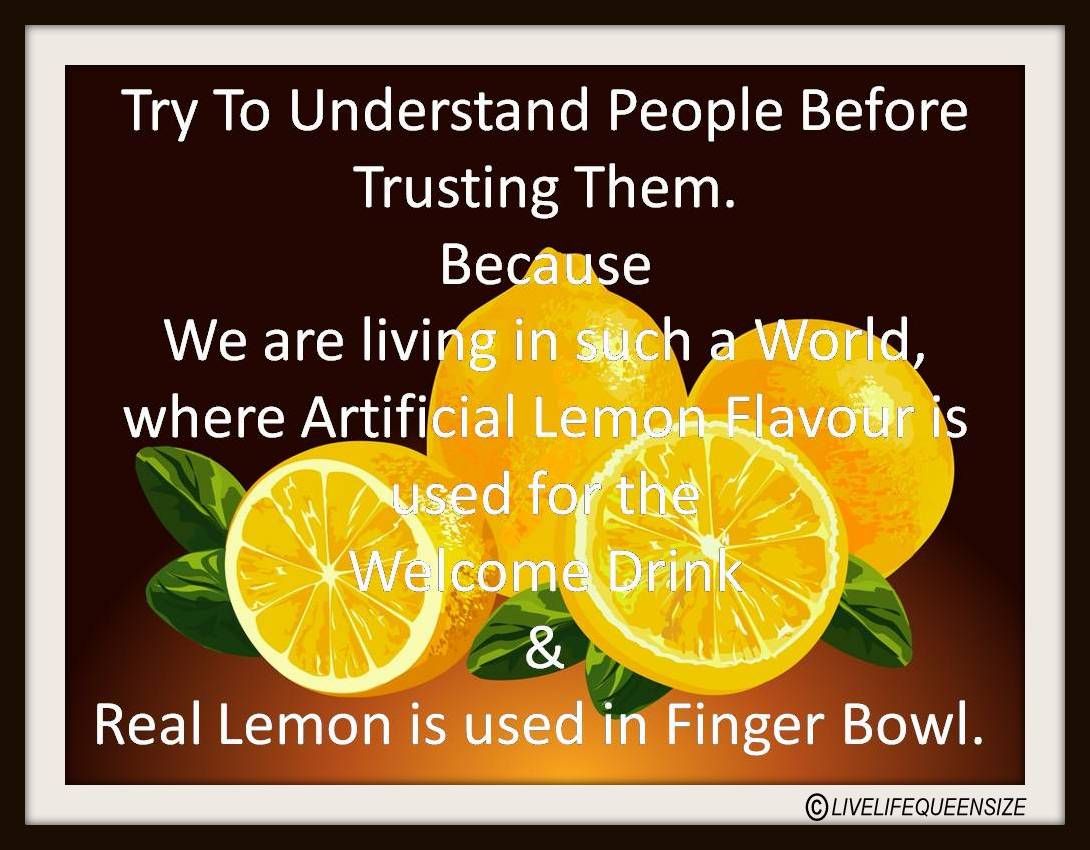 Try To Understand People Before
Trusting Them.
Because
We are living in such a World,
where Artificial Lemon Flavour is
used for the
Welcome Drink
&
Real Lemon is used in Finger Bowl.
©LIVELIFEQUEENSIZE